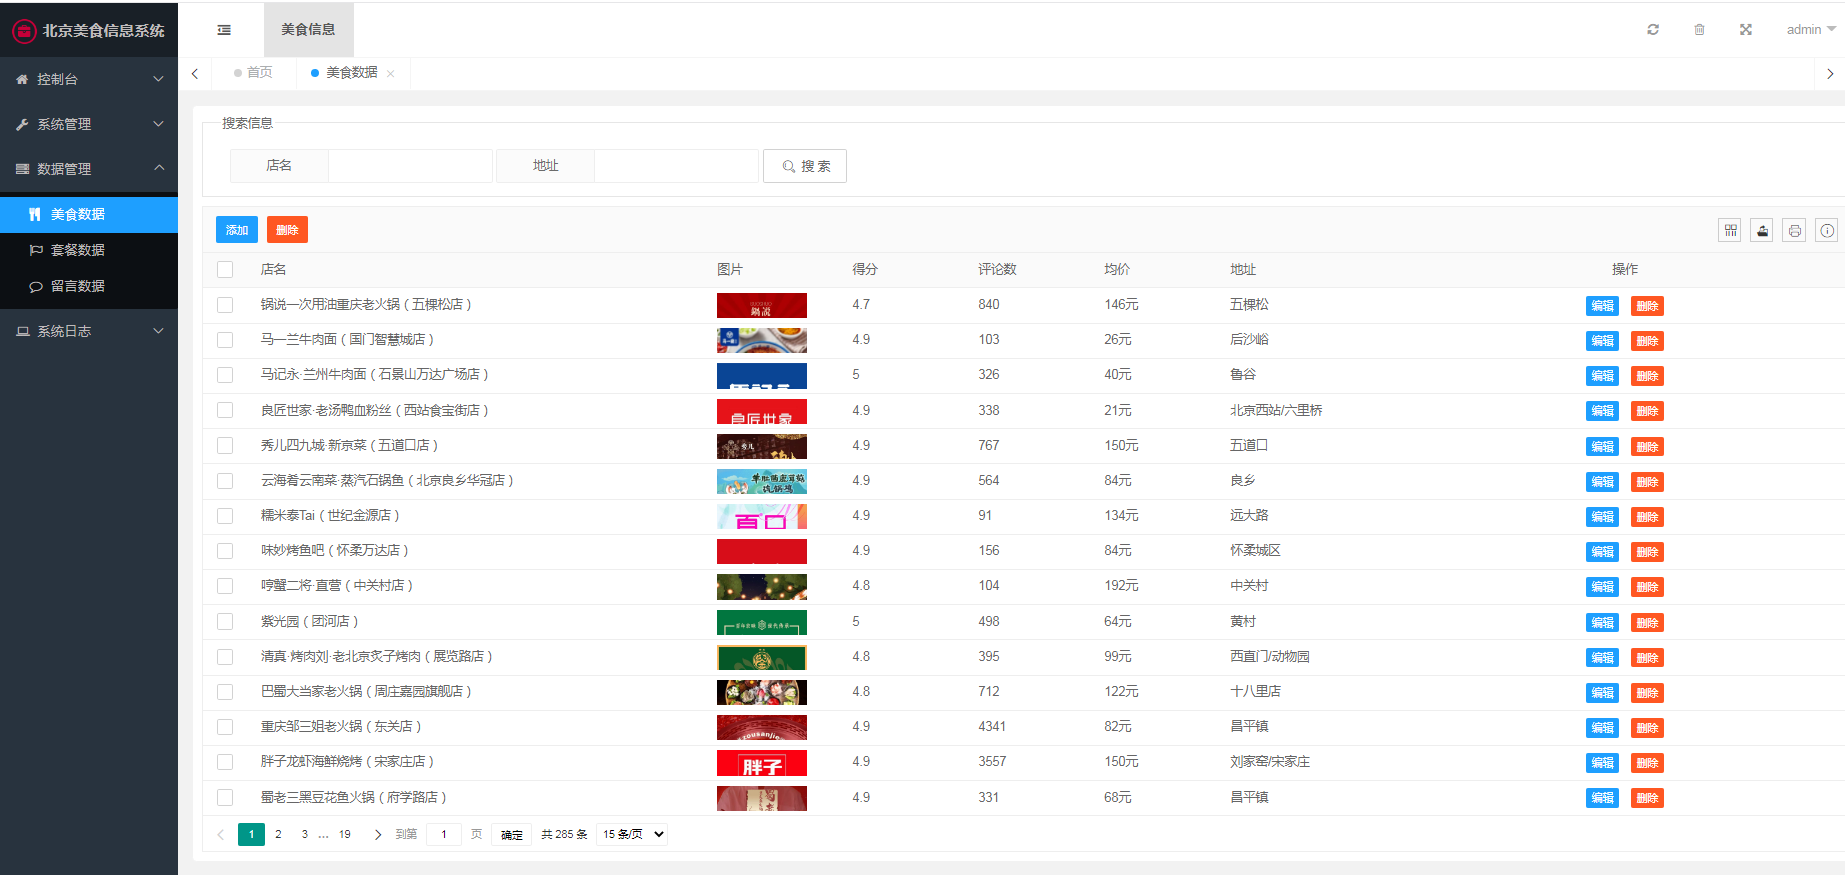 北京美食信息系统
美食信息
admin
控制台
系统管理
数据管理
美食数据
套餐数据
留言数据
系统日志
首页 美食数据
搜索信息
店名 地址 搜 索
添加 删除
店名 图片 得分 评论数 均价 地址 操作
锅说一次用油重庆老火锅（五棵松店） 鍋説 4.7 840 146元 五棵松 编辑 删除
马一兰牛肉面（国门智慧城店） 4.9 103 26元 后沙峪 编辑 删除
马记永·兰州牛肉面（石景山万达广场店） 5 326 40元 鲁谷 编辑 删除
良匠世家·老汤鸭血粉丝（西站食宝街店） 良匠世家 4.9 338 21元 北京西站/六里桥 编辑 删除
秀儿四九城·新京菜（五道口店） 秀儿 4.9 767 150元 五道口 编辑 删除
云海肴云南菜·蒸汽石锅鱼（北京良乡华冠店） 4.9 564 84元 良乡 编辑 删除
糯米泰Tai（世纪金源店） 4.9 91 134元 远大路 编辑 删除
味妙烤鱼吧（怀柔万达店） 4.9 156 84元 怀柔城区 编辑 删除
哼蟹二将·直营（中关村店） 4.8 104 192元 中关村 编辑 删除
紫光园（团河店） 5 498 64元 黄村 编辑 删除
清真·烤肉刘·老北京炙子烤肉（展览路店） 4.8 395 99元 西直门/动物园 编辑 删除
巴蜀大当家老火锅（周庄嘉园旗舰店） 4.8 712 122元 十八里店 编辑 删除
重庆邹三姐老火锅（东关店） zousanjie 4.9 4341 82元 昌平镇 编辑 删除
胖子龙虾海鲜烧烤（宋家庄店） 胖子 4.9 3557 150元 刘家窑/宋家庄 编辑 删除
蜀老三黑豆花鱼火锅（府学路店） 4.9 331 68元 昌平镇 编辑 删除
1 2 3 … 19 到第 1 页 确定 共 285 条 15 条/页